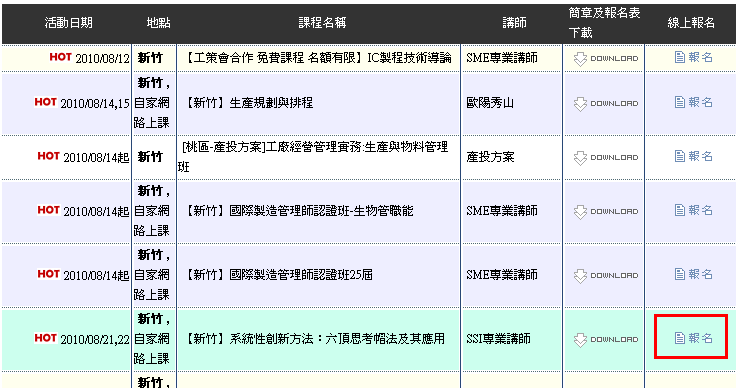 活動日期 地點 課程名稱 講師 簡章及報名表下載 線上報名
HOT 2010/08/12 新竹 【工策會合作 免費課程 名額有限】IC製程技術導論 SME專業講師 DOWNLOAD 報名
HOT 2010/08/14,15 新竹，自家網路上課 【新竹】生產規劃與排程 歐陽秀山 DOWNLOAD 報名
HOT 2010/08/14起 新竹 [桃區-產投方案]工廠經營管理實務:生產與物料管理班 產投方案 DOWNLOAD 報名
HOT 2010/08/14起 新竹，自家網路上課 【新竹】國際製造管理師認證班-生物管職能 SME專業講師 DOWNLOAD 報名
HOT 2010/08/14起 新竹，自家網路上課 【新竹】國際製造管理師認證班25屆 SME專業講師 DOWNLOAD 報名
HOT 2010/08/21,22 新竹，自家網路上課 【新竹】系統性創新方法：六頂思考帽法及其應用 SSI專業講師 DOWNLOAD 報名
新竹，